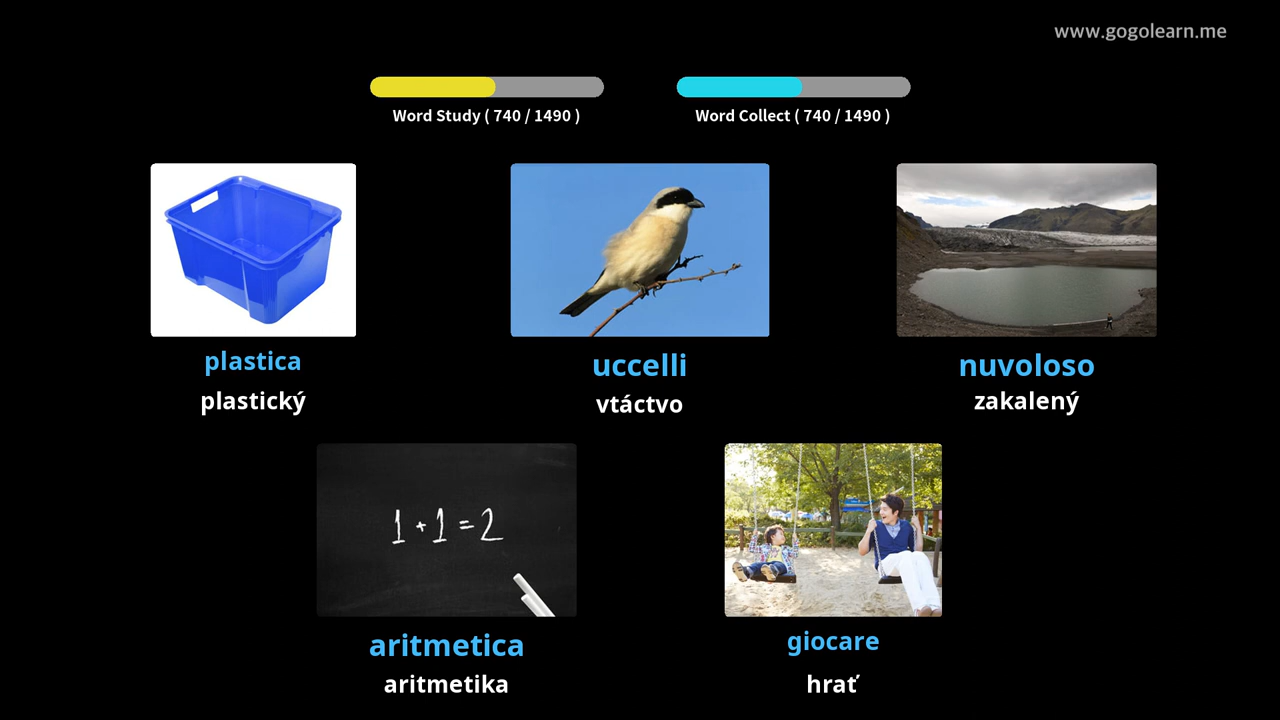 www.gogolearn.me
Word Study ( 740 / 1490 )
Word Collect ( 740 / 1490 )
plastica
plastický
uccelli
vtáctvo
nuvoloso
zakalený
1 + 1 = 2
aritmetica
aritmetika
giocare
hrať